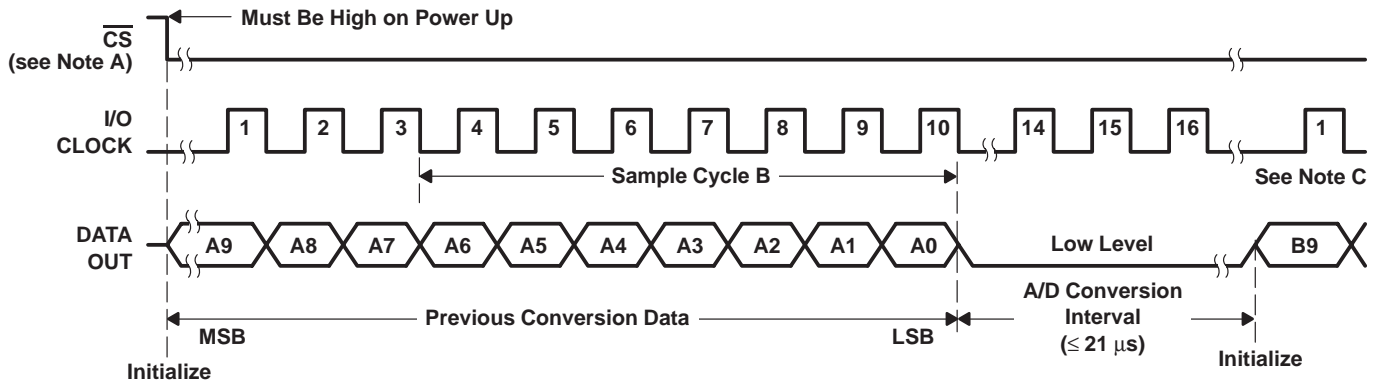 Must Be High on Power Up
CS
(see Note A)
I/O
CLOCK
1 2 3 4 5 6 7 8 9 10 14 15 16 1
Sample Cycle B
See Note C
DATA
OUT
A9 A8 A7 A6 A5 A4 A3 A2 A1 A0 Low Level B9
Previous Conversion Data
MSB
LSB
A/D Conversion
Interval
(≤ 21 μs)
Initialize
Initialize